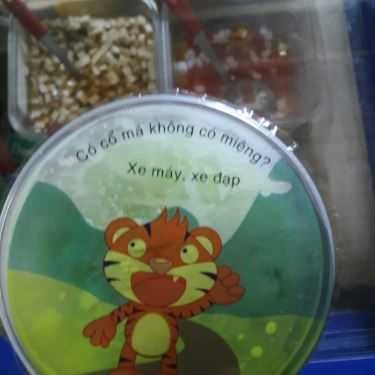 Có cổ mà không có miệng?
Xe máy, xe đạp